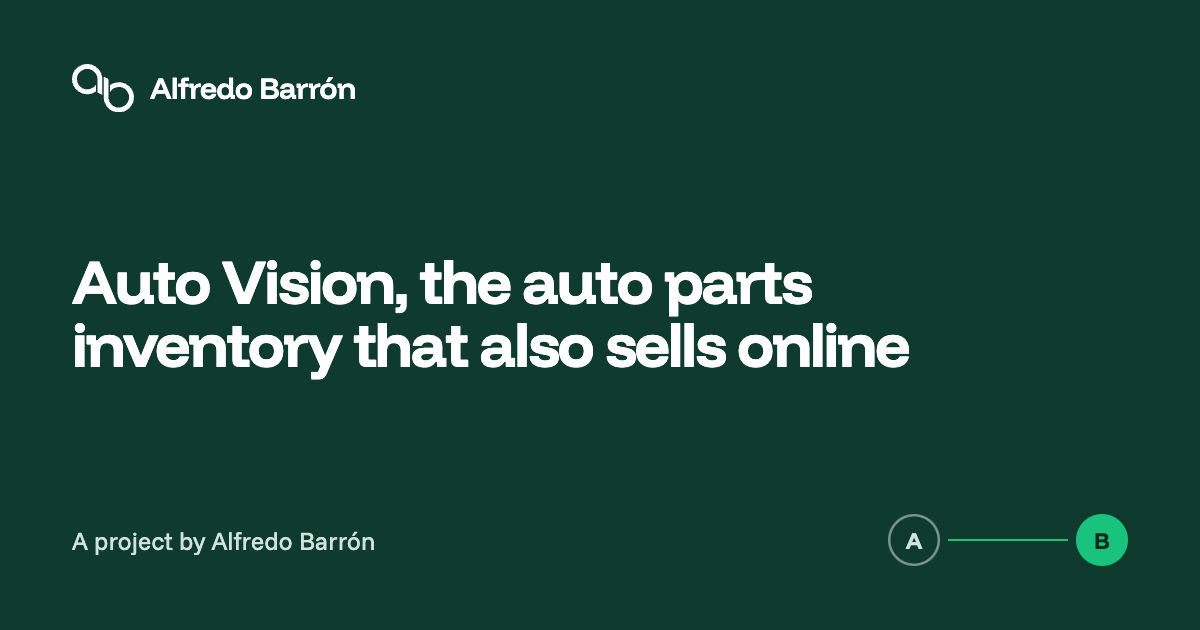 Alfredo Barrón
Auto Vision, the auto parts
inventory that also sells online
A project by Alfredo Barrón
A
B